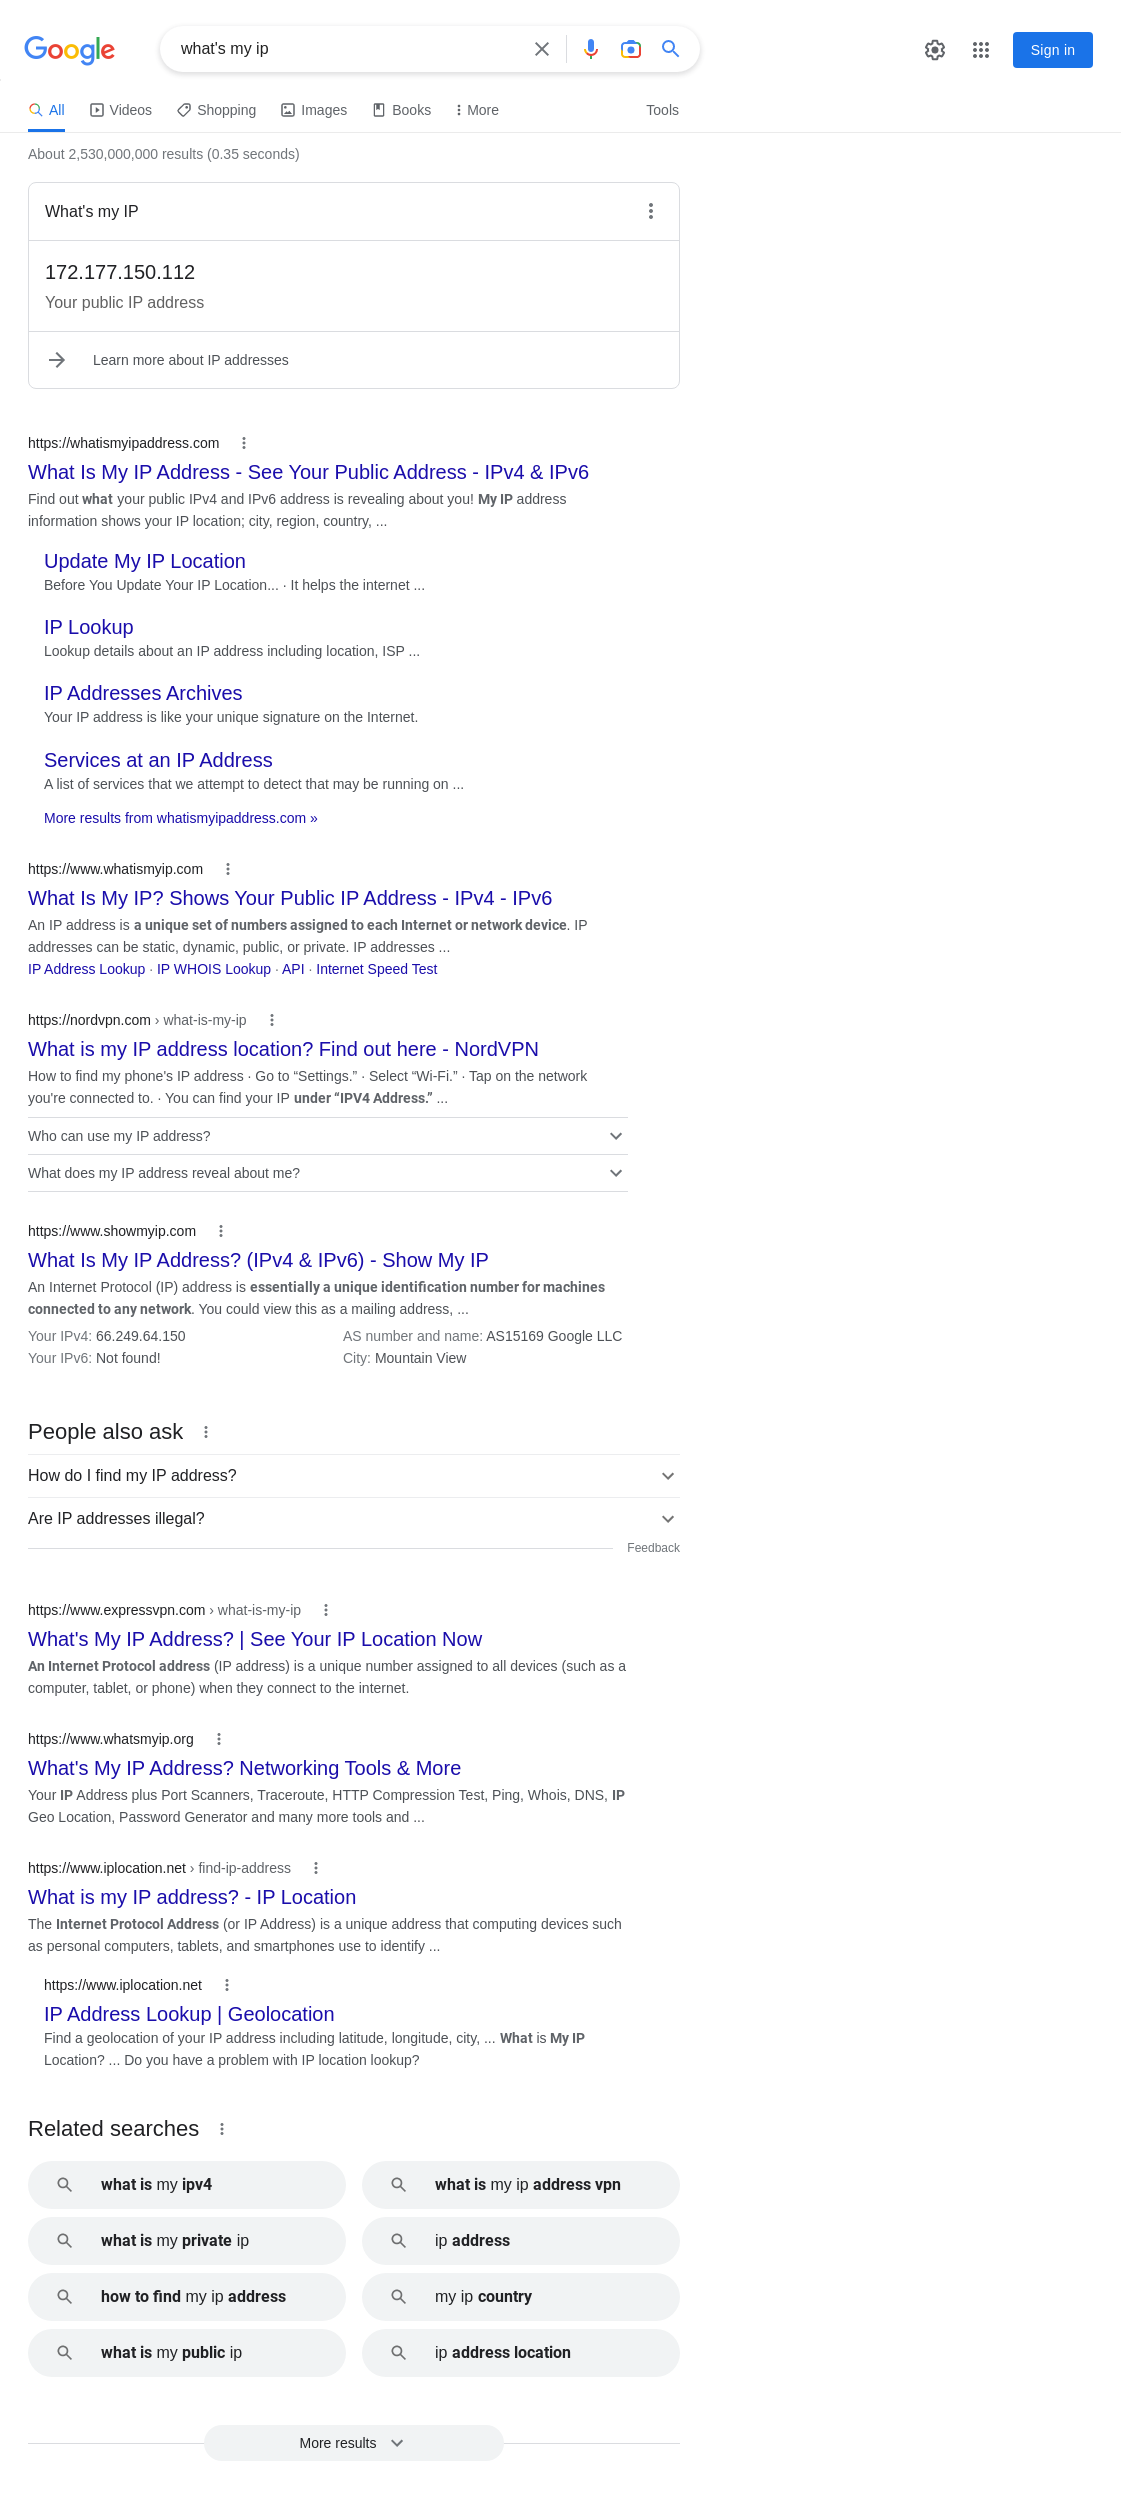 Google
what's my ip
Sign in
All
Videos
Shopping
Images
Books
More
Tools
About 2,530,000,000 results (0.35 seconds)
What's my IP
172.177.150.112
Your public IP address
Learn more about IP addresses
https://whatismyipaddress.com
What Is My IP Address - See Your Public Address - IPv4 & IPv6
Find out what your public IPv4 and IPv6 address is revealing about you! My IP address
information shows your IP location; city, region, country, ...
Update My IP Location
Before You Update Your IP Location... · It helps the internet ...
IP Lookup
Lookup details about an IP address including location, ISP ...
IP Addresses Archives
Your IP address is like your unique signature on the Internet.
Services at an IP Address
A list of services that we attempt to detect that may be running on ...
More results from whatismyipaddress.com »
https://www.whatismyip.com
What Is My IP? Shows Your Public IP Address - IPv4 - IPv6
An IP address is a unique set of numbers assigned to each Internet or network device. IP
addresses can be static, dynamic, public, or private. IP addresses ...
IP Address Lookup · IP WHOIS Lookup · API · Internet Speed Test
https://nordvpn.com › what-is-my-ip
What is my IP address location? Find out here - NordVPN
How to find my phone's IP address · Go to “Settings.” · Select “Wi-Fi.” · Tap on the network
you're connected to. · You can find your IP under “IPV4 Address.” ...
Who can use my IP address?
What does my IP address reveal about me?
https://www.showmyip.com
What Is My IP Address? (IPv4 & IPv6) - Show My IP
An Internet Protocol (IP) address is essentially a unique identification number for machines
connected to any network. You could view this as a mailing address, ...
Your IPv4: 66.249.64.150
AS number and name: AS15169 Google LLC
Your IPv6: Not found!
City: Mountain View
People also ask
How do I find my IP address?
Are IP addresses illegal?
Feedback
https://www.expressvpn.com › what-is-my-ip
What's My IP Address? | See Your IP Location Now
An Internet Protocol address (IP address) is a unique number assigned to all devices (such as a
computer, tablet, or phone) when they connect to the internet.
https://www.whatsmyip.org
What's My IP Address? Networking Tools & More
Your IP Address plus Port Scanners, Traceroute, HTTP Compression Test, Ping, Whois, DNS, IP
Geo Location, Password Generator and many more tools and ...
https://www.iplocation.net › find-ip-address
What is my IP address? - IP Location
The Internet Protocol Address (or IP Address) is a unique address that computing devices such
as personal computers, tablets, and smartphones use to identify ...
https://www.iplocation.net
IP Address Lookup | Geolocation
Find a geolocation of your IP address including latitude, longitude, city, ... What is My IP
Location? ... Do you have a problem with IP location lookup?
Related searches
what is my ipv4
what is my ip address vpn
what is my private ip
ip address
how to find my ip address
my ip country
what is my public ip
ip address location
More results